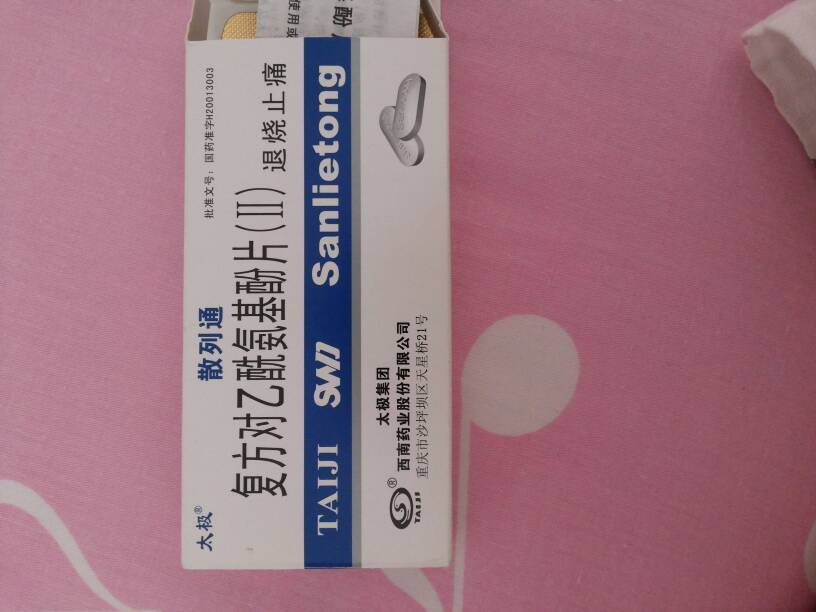 太极®
散列通
批准文号：国药准字H20013003
复方对乙酰氨基酚片(II)
退烧止痛
TAIJI SWP Sanlietong
TAIJI
®
太极集团
西南药业股份有限公司
重庆市沙坪坝区天星桥21号